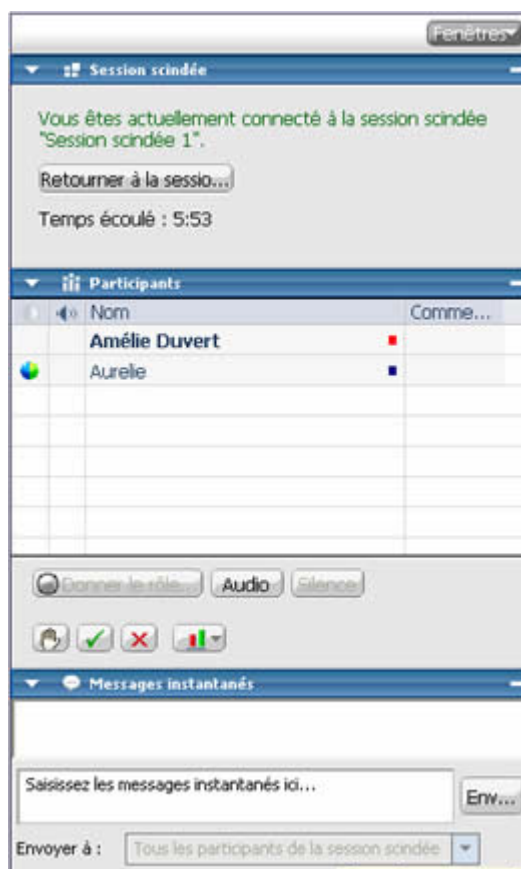 Fenêtres
Session scindée
Vous êtes actuellement connecté à la session scindée
"Session scindée 1".
Retourner à la sessio...
Temps écoulé : 5:53
Participants
Nom Comme...
Amélie Duvert
Aurelie
Donner le rôle... Audio Silence
Messages instantanés
Saisissez les messages instantanés ici...
Env...
Envoyer à : Tous les participants de la session scindée